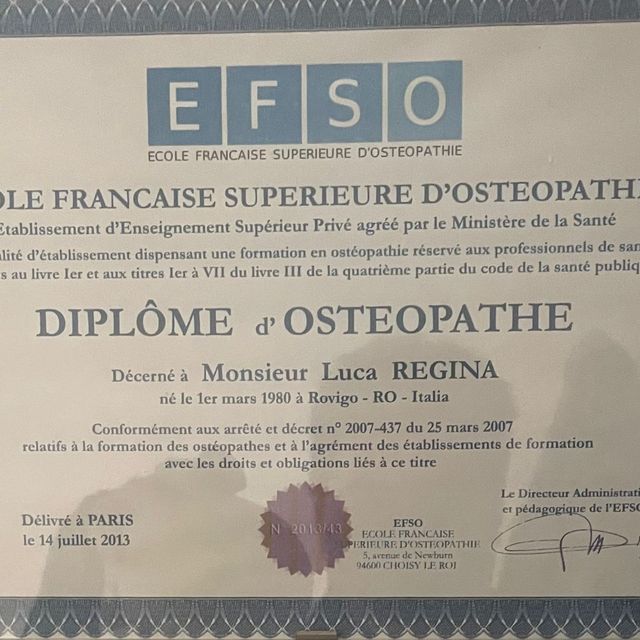 E F S O
ECOLE FRANCAISE SUPERIEURE D'OSTEOPATHIE
OLE FRANCAISE SUPERIEURE D'OSTEOPATHI
Etablissement d'Enseignement Supérieur Privé agréé par le Ministère de la Santé
alité d'établissement dispensant une formation en ostéopathie réservé aux professionnels de san
s au livre Ier et aux titres Ier à VII du livre III de la quatrième partie du code de la santé publiqu
DIPLÔME d'OSTEOPATHE
Décerné à Monsieur Luca REGINA
né le 1er mars 1980 à Rovigo - RO - Italia
Conformément aux arrêté et décret n° 2007-437 du 25 mars 2007
relatifs à la formation des ostéopathes et à l'agrément des établissements de formation
avec les droits et obligations liés à ce titre
Délivré à PARIS
le 14 juillet 2013
N 2013/43
EFSO
ECOLE FRANCAISE
SUPERIEURE D'OSTEOPATHIE
5, avenue de Newburn
94600 CHOISY LE ROI
Le Directeur Administrati
et pédagogique de l'EFSO